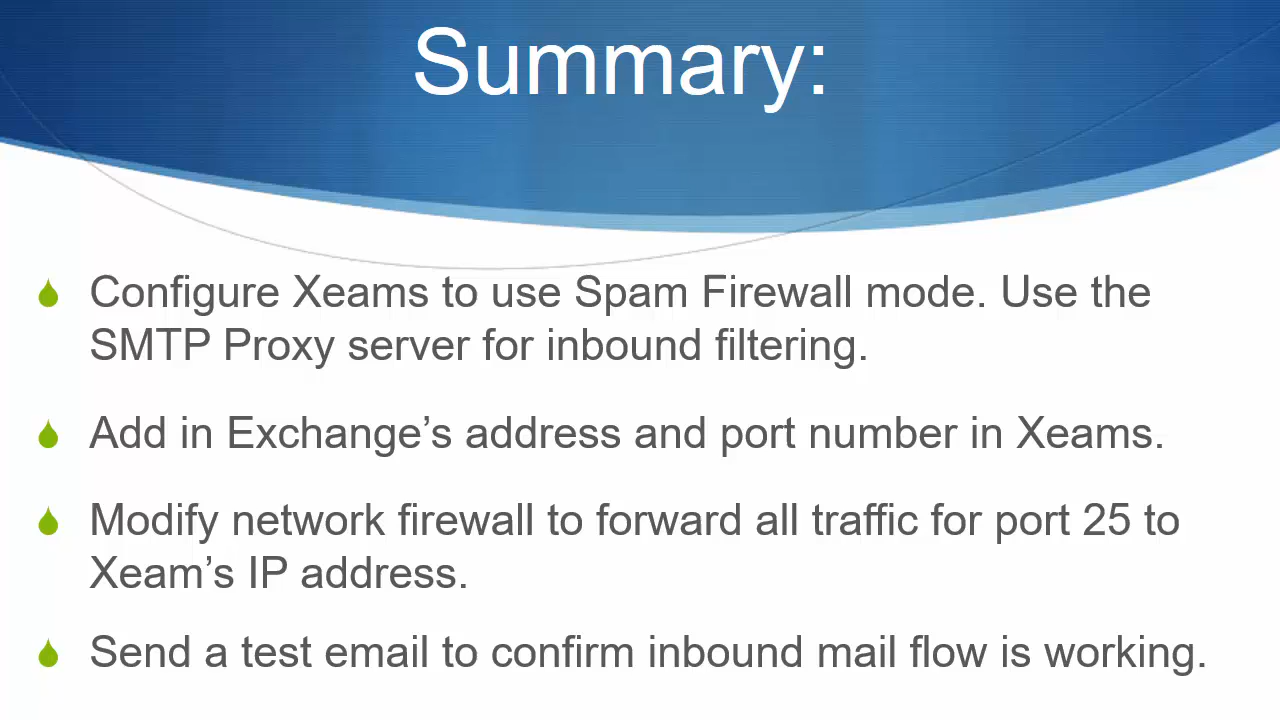 Summary:
Configure Xeams to use Spam Firewall mode. Use the
SMTP Proxy server for inbound filtering.
Add in Exchange’s address and port number in Xeams.
Modify network firewall to forward all traffic for port 25 to
Xeam’s IP address.
Send a test email to confirm inbound mail flow is working.